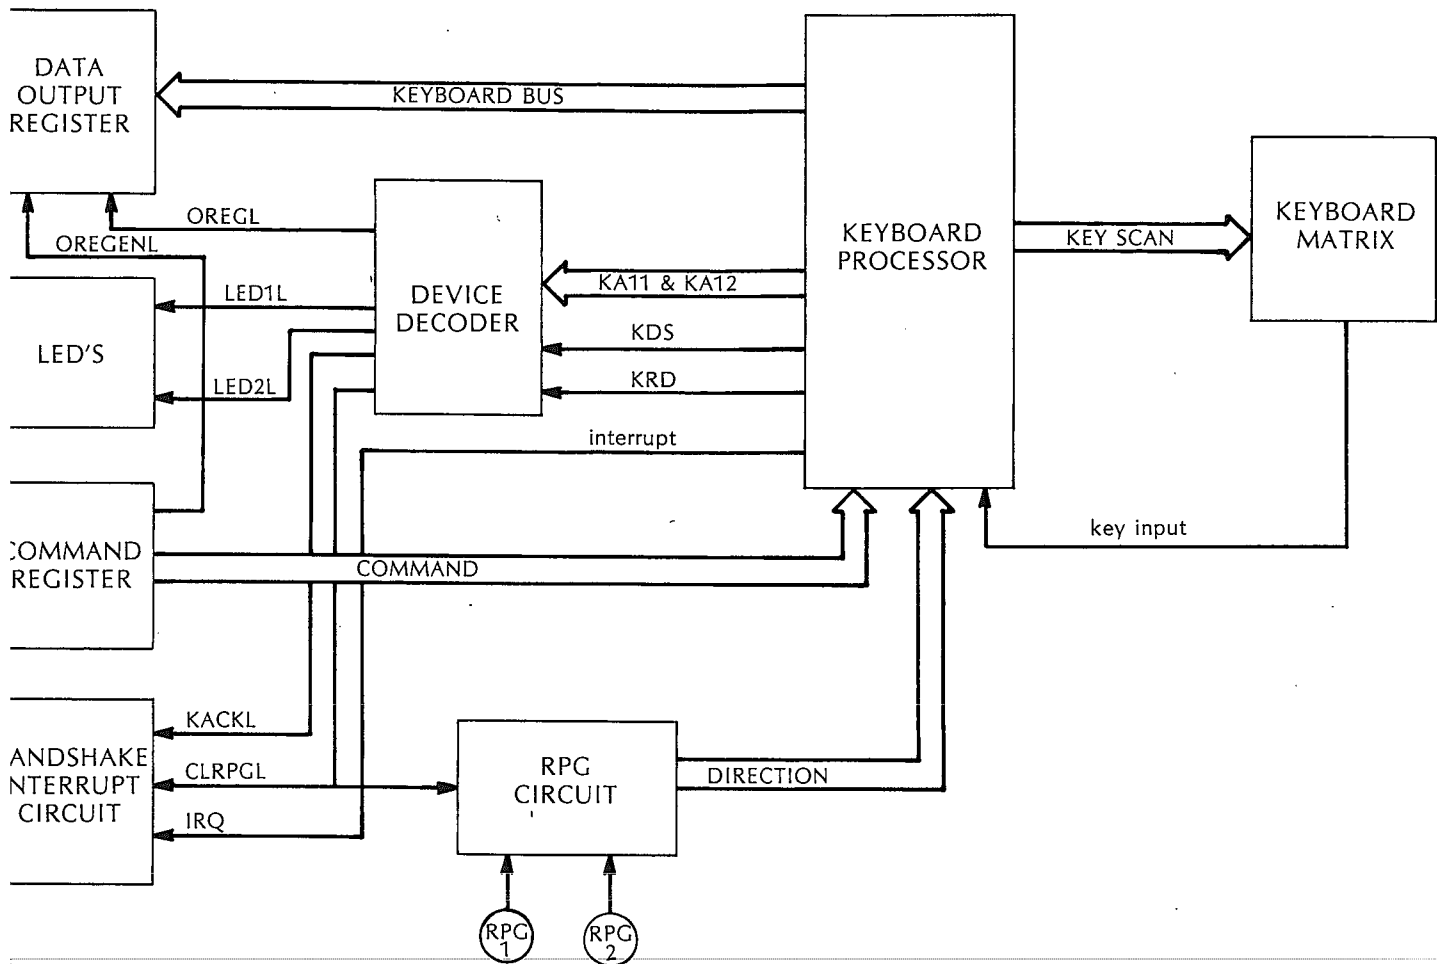 DATA
OUTPUT
REGISTER
KEYBOARD BUS
OREGL
OREGENL
LED1L
LED'S
LED2L
DEVICE
DECODER
KA11 & KA12
KDS
KRD
interrupt
KEYBOARD
PROCESSOR
KEY SCAN
KEYBOARD
MATRIX
key input
COMMAND
REGISTER
COMMAND
KACKL
ANDSHAKE
NTERRUPT
CIRCUIT
CLRPGL
IRQ
RPG
CIRCUIT
DIRECTION
RPG
1
RPG
2